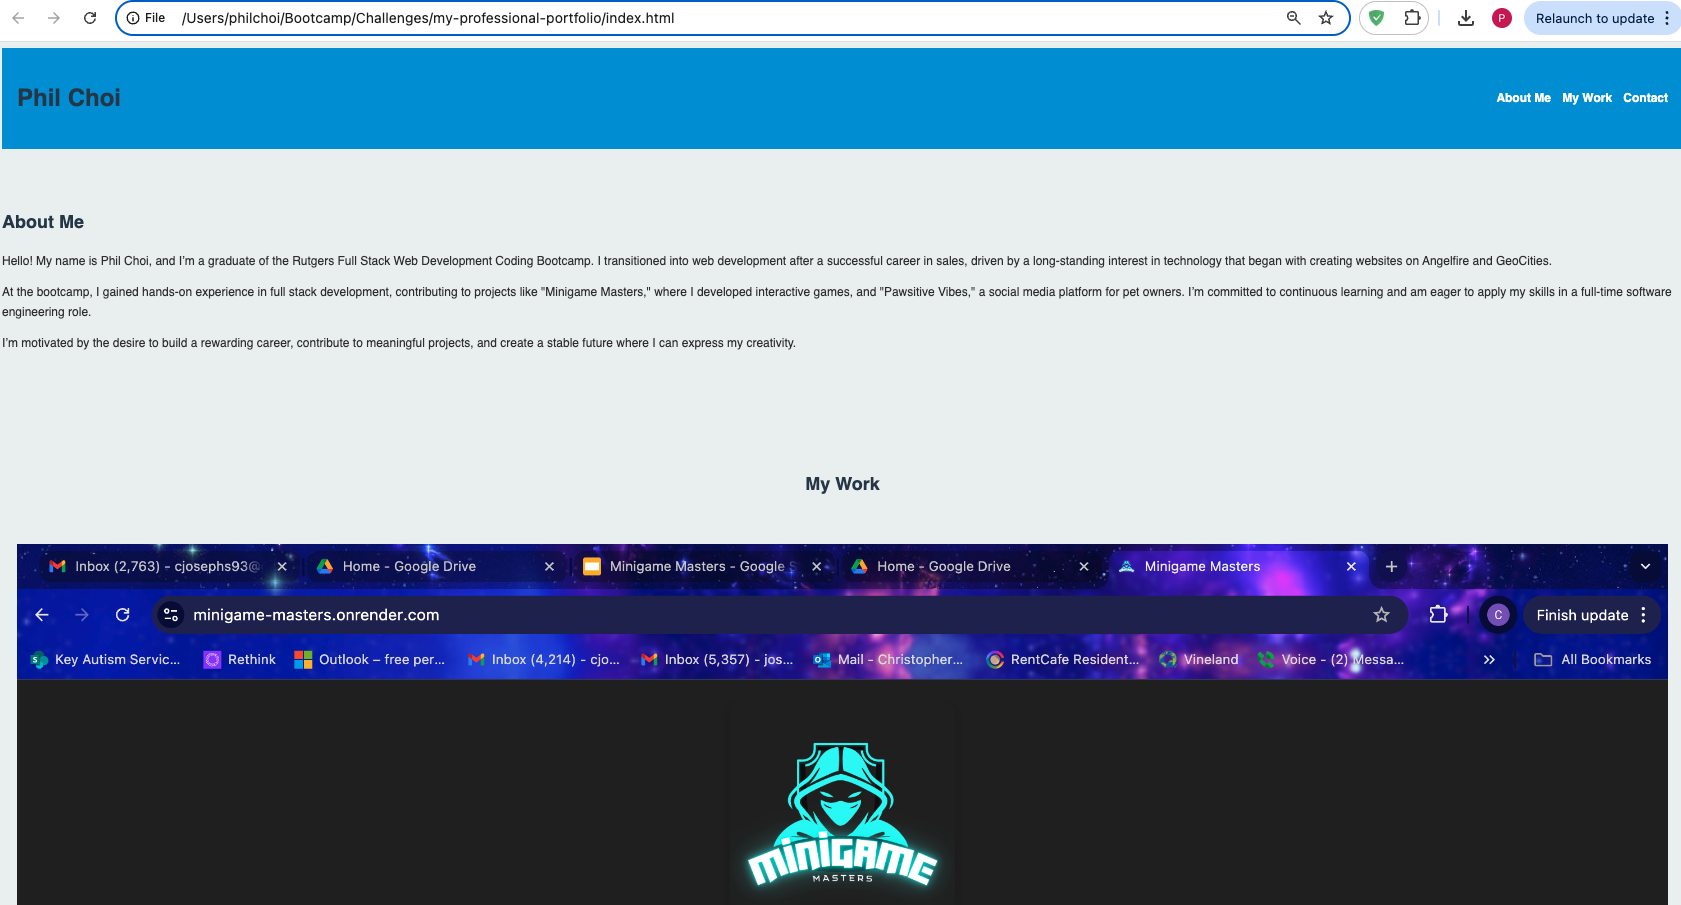 File /Users/philchoi/Bootcamp/Challenges/my-professional-portfolio/index.html P Relaunch to update
Phil Choi
About Me My Work Contact
About Me
Hello! My name is Phil Choi, and I'm a graduate of the Rutgers Full Stack Web Development Coding Bootcamp. I transitioned into web development after a successful career in sales, driven by a long-standing interest in technology that began with creating websites on Angelfire and GeoCities.
At the bootcamp, I gained hands-on experience in full stack development, contributing to projects like "Minigame Masters," where I developed interactive games, and "Pawsitive Vibes," a social media platform for pet owners. I'm committed to continuous learning and am eager to apply my skills in a full-time software
engineering role.
I'm motivated by the desire to build a rewarding career, contribute to meaningful projects, and create a stable future where I can express my creativity.
My Work
Inbox (2,763) - cjosephs93@ Home - Google Drive Minigame Masters - Google S Home - Google Drive Minigame Masters
minigame-masters.onrender.com C Finish update
Key Autism Servic... Rethink Outlook – free per... Inbox (4,214) - cjo... Inbox (5,357) - jos... Mail - Christopher... RentCafe Resident... Vineland Voice - (2) Messa... All Bookmarks
MINIGAME
MASTERS